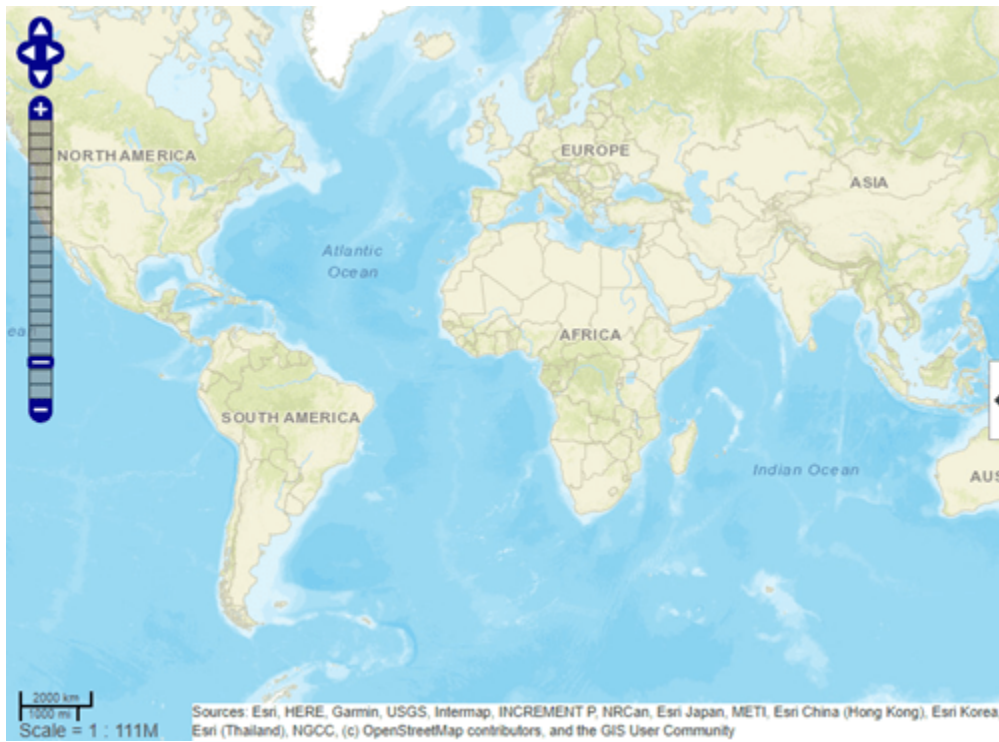 NORTH AMERICA
EUROPE
ASIA
Atlantic
Ocean
AFRICA
SOUTH AMERICA
Indian Ocean
AUS
ean
2000 km
1000 mi
Scale = 1 : 111M
Sources: Esri, HERE, Garmin, USGS, Intermap, INCREMENT P, NRCan, Esri Japan, METI, Esri China (Hong Kong), Esri Korea
Esri (Thailand), NGCC, (c) OpenStreetMap contributors, and the GIS User Community